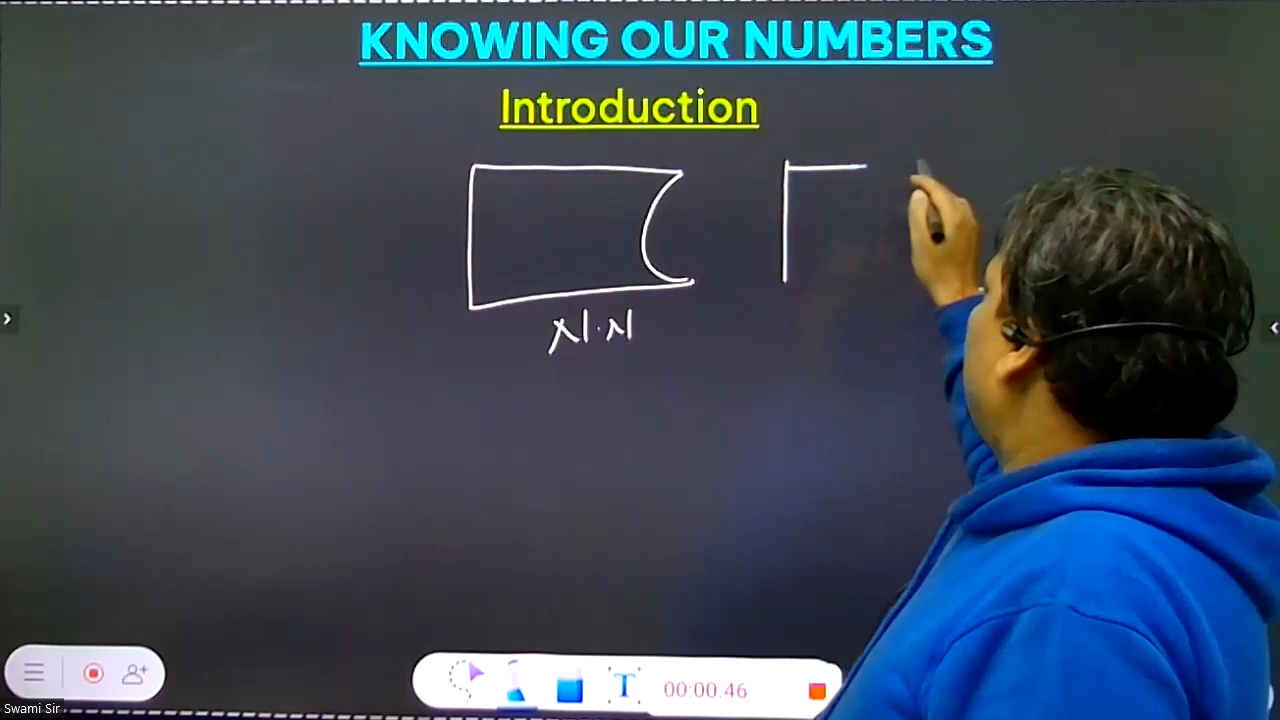 KNOWING OUR NUMBERS
Introduction
N.N
T
00:00.46
Swami Sir